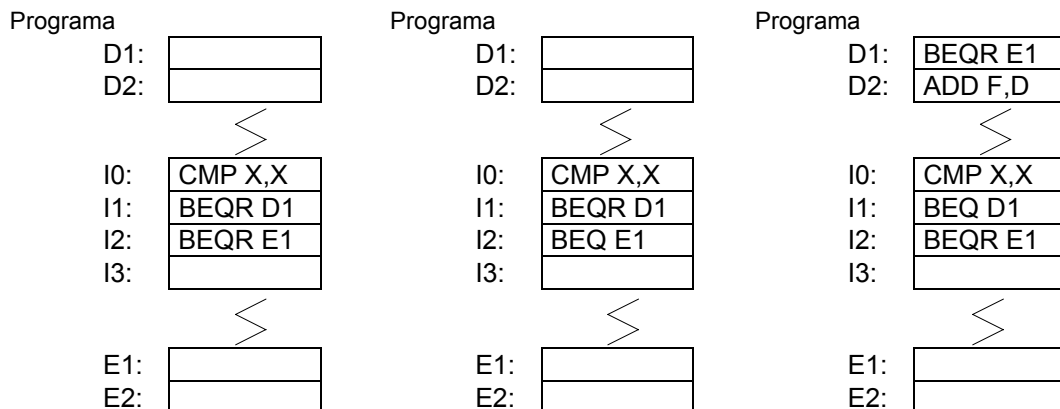 Programa Programa Programa
D1: D1: D1: BEQR E1
D2: D2: D2: ADD F,D
I0: CMP X,X I0: CMP X,X I0: CMP X,X
I1: BEQR D1 I1: BEQR D1 I1: BEQ D1
I2: BEQR E1 I2: BEQ E1 I2: BEQR E1
I3: I3: I3:
E1: E1: E1:
E2: E2: E2: